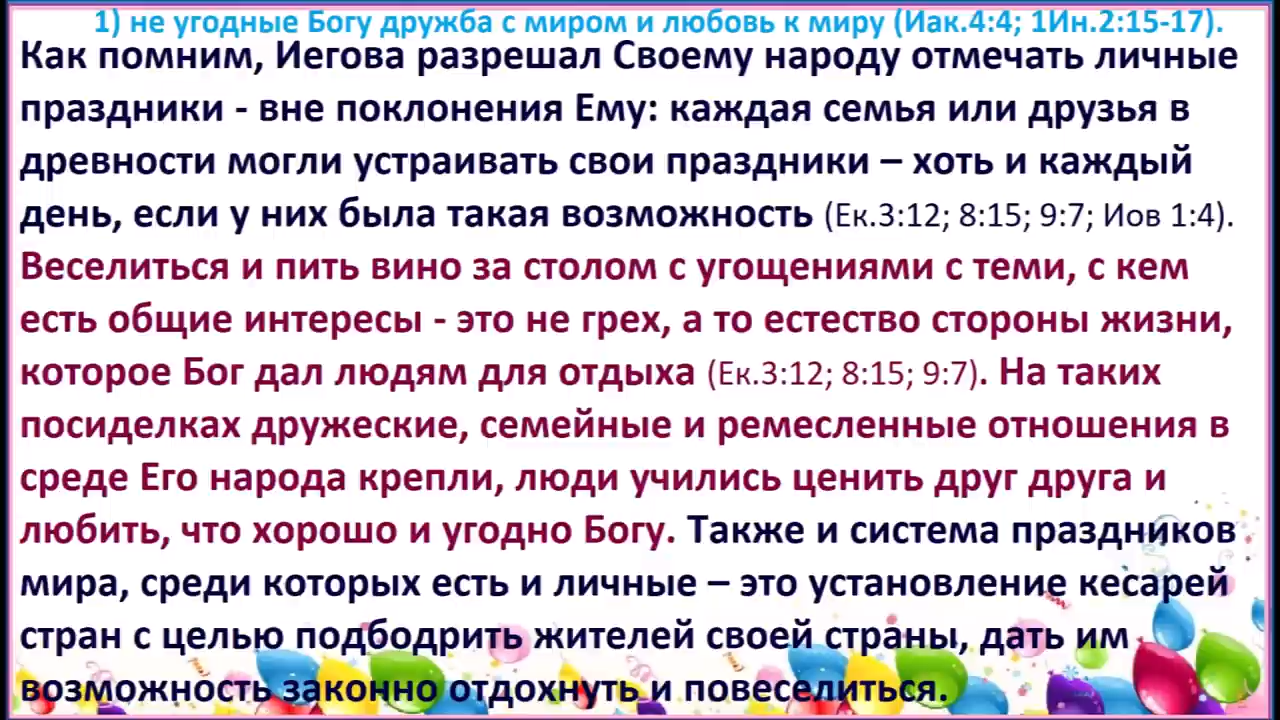 1) не угодные Богу дружба с миром и любовь к миру (Иак.4:4; 1Ин.2:15-17).
Как помним, Иегова разрешал Своему народу отмечать личные
праздники - вне поклонения Ему: каждая семья или друзья в
древности могли устраивать свои праздники – хоть и каждый
день, если у них была такая возможность (Ек.3:12; 8:15; 9:7; Иов 1:4).
Веселиться и пить вино за столом с угощениями с теми, с кем
есть общие интересы - это не грех, а то естество стороны жизни,
которое Бог дал людям для отдыха (Ек.3:12; 8:15; 9:7). На таких
посиделках дружеские, семейные и ремесленные отношения в
среде Его народа крепли, люди учились ценить друг друга и
любить, что хорошо и угодно Богу. Также и система праздников
мира, среди которых есть и личные – это установление кесарей
стран с целью подбодрить жителей своей страны, дать им
возможность законно отдохнуть и повеселиться.